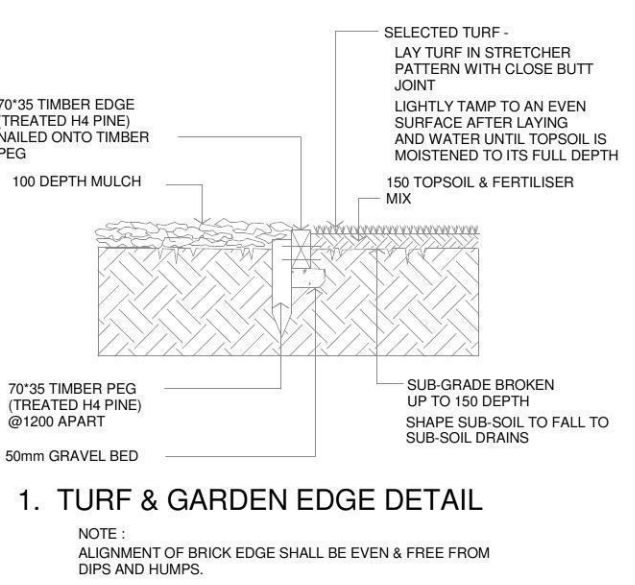 SELECTED TURF -
LAY TURF IN STRETCHER
PATTERN WITH CLOSE BUTT
JOINT
LIGHTLY TAMP TO AN EVEN
SURFACE AFTER LAYING
AND WATER UNTIL TOPSOIL IS
MOISTENED TO ITS FULL DEPTH
150 TOPSOIL & FERTILISER
MIX
70*35 TIMBER EDGE
(TREATED H4 PINE)
NAILED ONTO TIMBER
PEG
100 DEPTH MULCH
70*35 TIMBER PEG
(TREATED H4 PINE)
@1200 APART
50mm GRAVEL BED
SUB-GRADE BROKEN
UP TO 150 DEPTH
SHAPE SUB-SOIL TO FALL TO
SUB-SOIL DRAINS
1. TURF & GARDEN EDGE DETAIL
NOTE :
ALIGNMENT OF BRICK EDGE SHALL BE EVEN & FREE FROM
DIPS AND HUMPS.